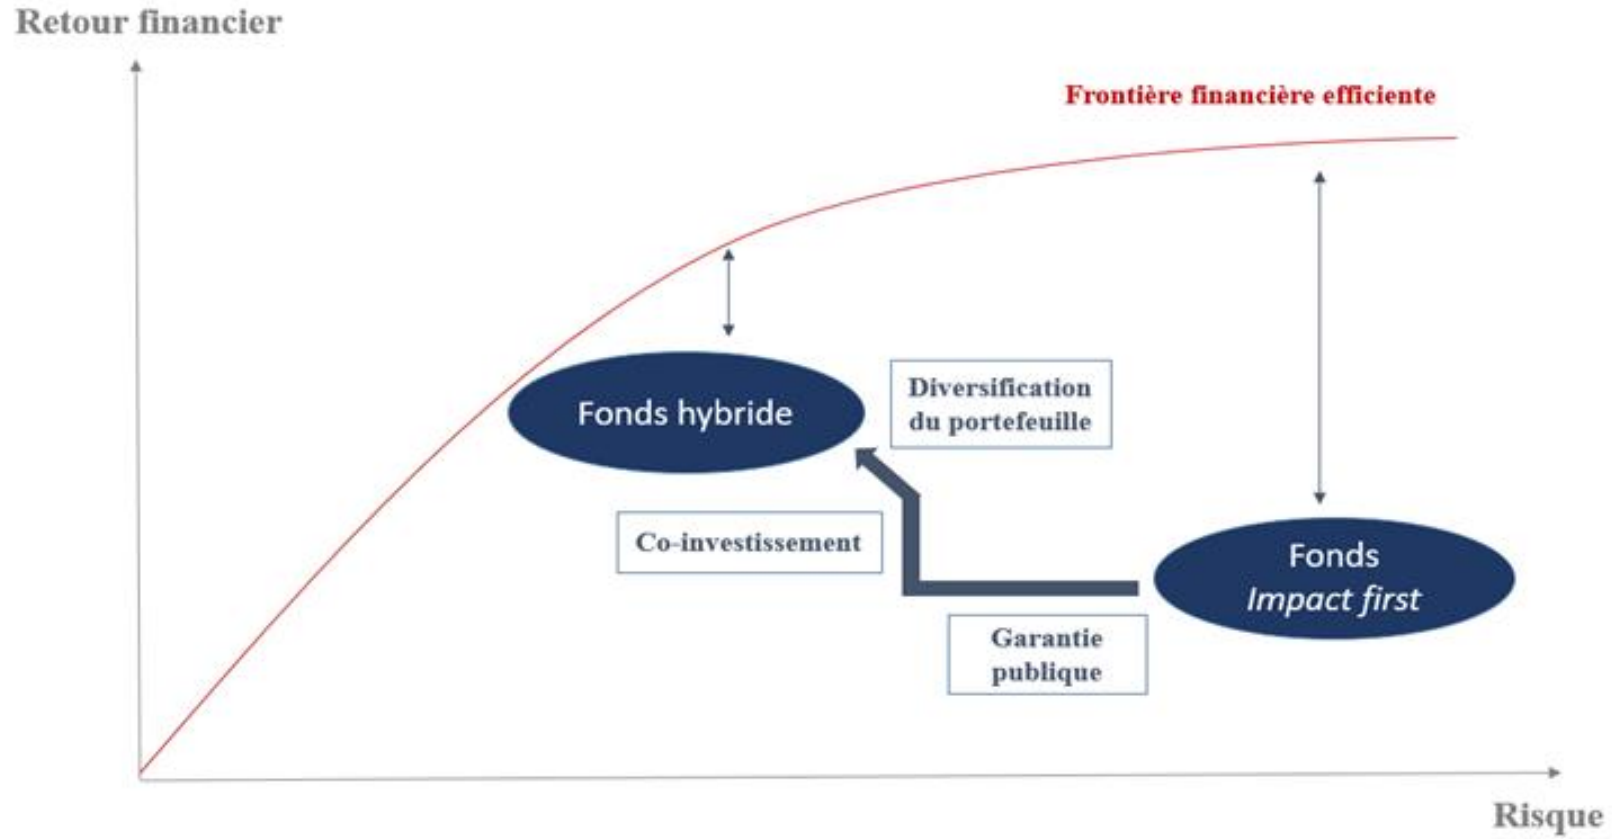 Retour financier
Frontière financière efficiente
Diversification
du portefeuille
Fonds hybride
Co-investissement
Fonds
Impact first
Garantie
publique
Risque